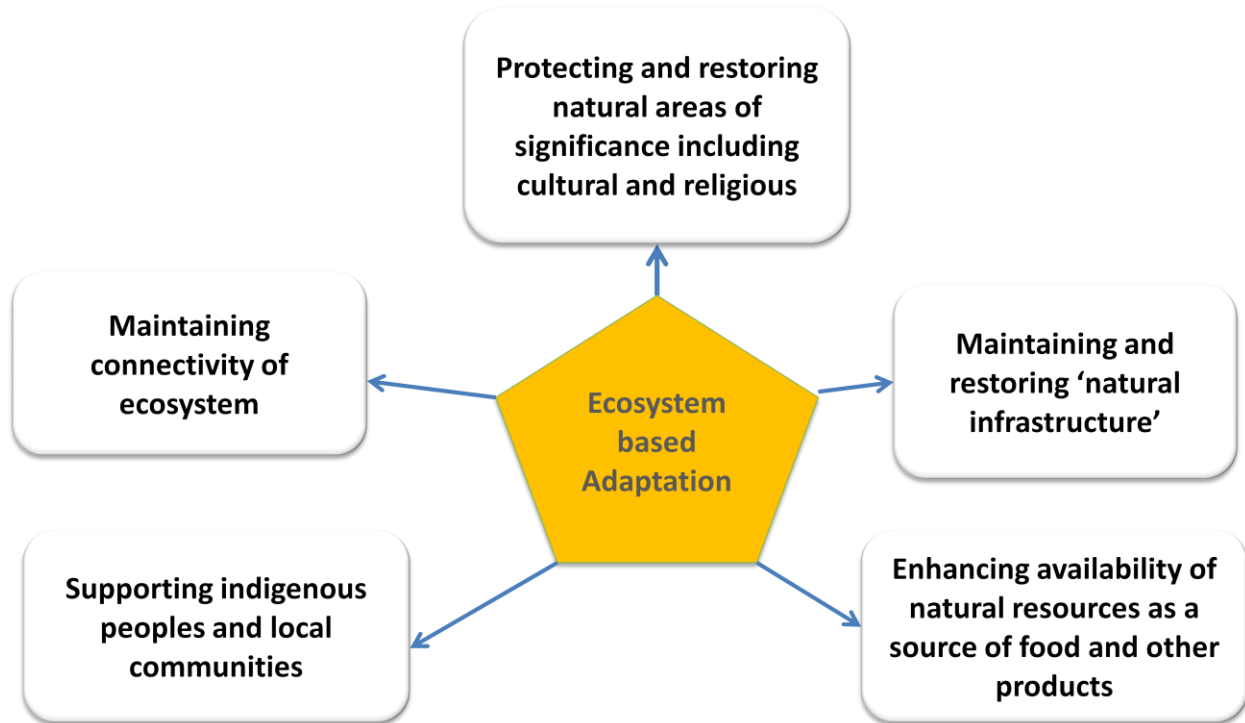 Protecting and restoring
natural areas of
significance including
cultural and religious
Maintaining
connectivity of
ecosystem
Maintaining and
restoring ‘natural
infrastructure’
Ecosystem
based
Adaptation
Supporting indigenous
peoples and local
communities
Enhancing availability of
natural resources as a
source of food and other
products